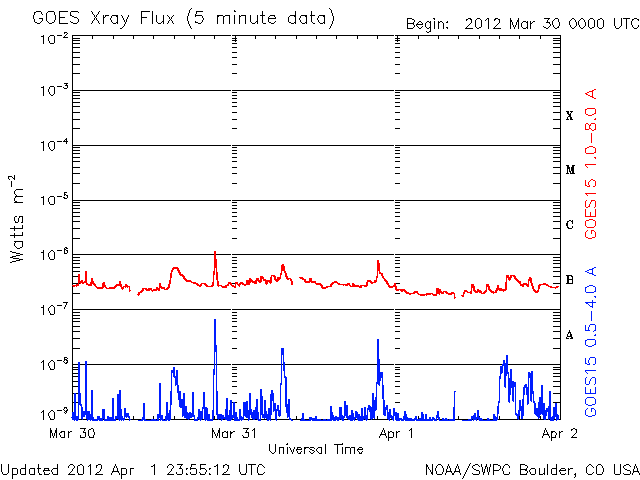 GOES Xray Flux (5 minute data)
Begin: 2012 Mar 30 0000 UTC
Watts m⁻²
10⁻²
10⁻³
10⁻⁴
10⁻⁵
10⁻⁶
10⁻⁷
10⁻⁸
10⁻⁹
X
M
C
B
A
GOES15 1.0-8.0 A
GOES15 0.5-4.0 A
Mar 30
Mar 31
Apr 1
Apr 2
Universal Time
Updated 2012 Apr 1 23:55:12 UTC
NOAA/SWPC Boulder, CO USA